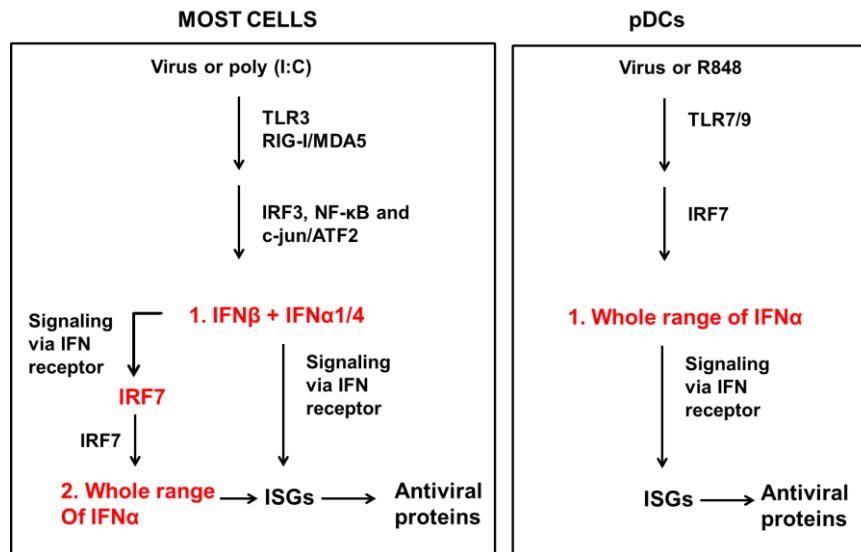 MOST CELLS
Virus or poly (I:C)
TLR3
RIG-I/MDA5
IRF3, NF-κB and
c-jun/ATF2
1. IFNβ + IFNα1/4
Signaling
via IFN
receptor
IRF7
IRF7
Signaling
via IFN
receptor
2. Whole range
Of IFNα
ISGs
Antiviral
proteins
pDCs
Virus or R848
TLR7/9
IRF7
1. Whole range of IFNα
Signaling
via IFN
receptor
ISGs
Antiviral
proteins